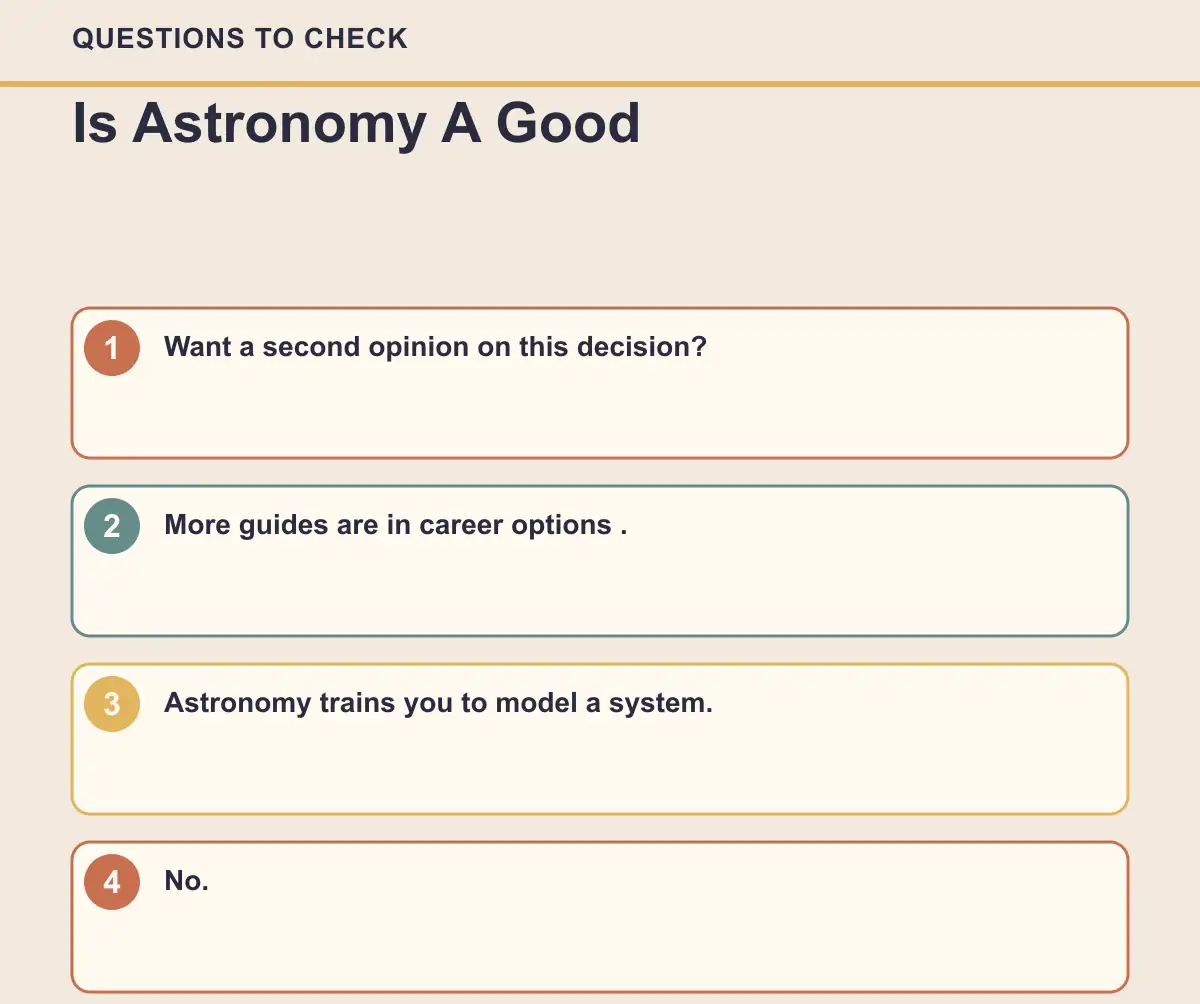 QUESTIONS TO CHECK
Is Astronomy A Good
1 Want a second opinion on this decision?
2 More guides are in career options .
3 Astronomy trains you to model a system.
4 No.